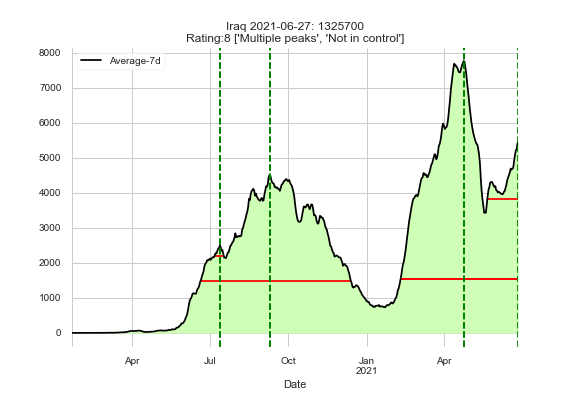 Iraq 2021-06-27: 1325700
Rating:8 ['Multiple peaks', 'Not in control']
8000
Average-7d
7000
6000
5000
4000
3000
2000
1000
0
Apr Jul Oct Jan Apr
2021
Date